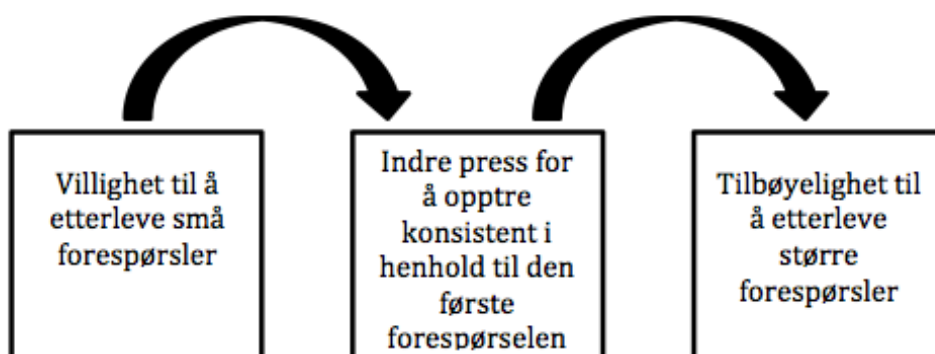 Villighet til å
etterleve små
forespørsler
Indre press for
å opptre
konsistent i
henhold til den
første
forespørselen
Tilbøyelighet til
å etterleve
større
forespørsler